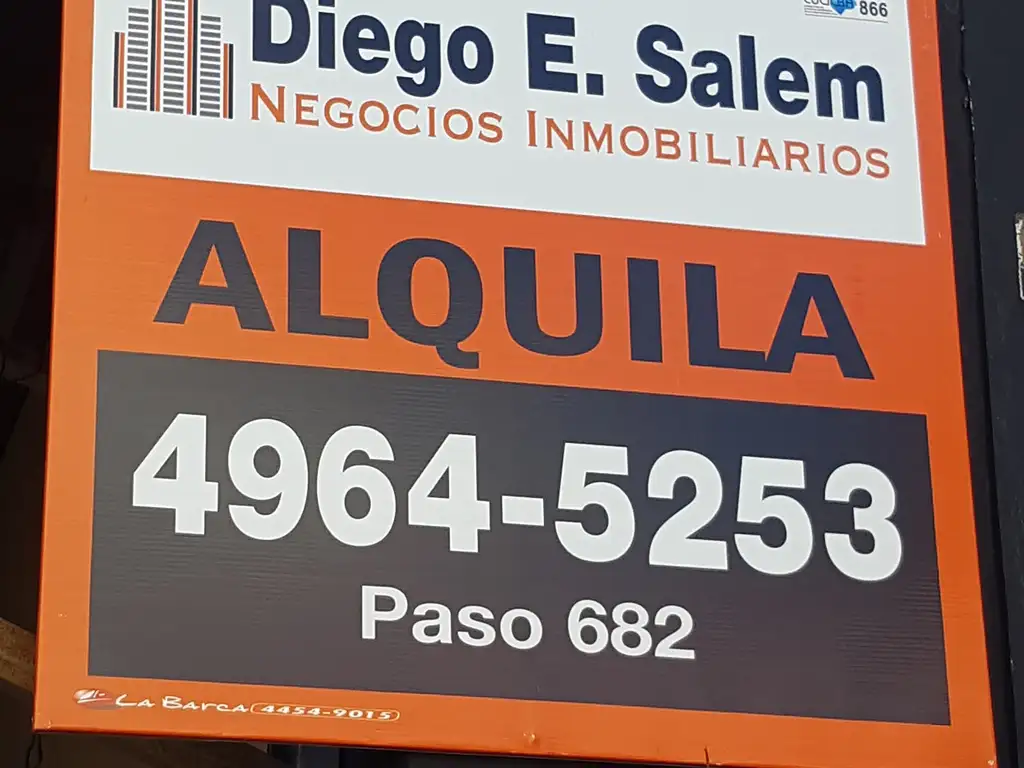 866
Diego E. Salem
NEGOCIOS INMOBILIARIOS
ALQUILA
4964-5253
Paso 682
LA BARCA 4454-9015